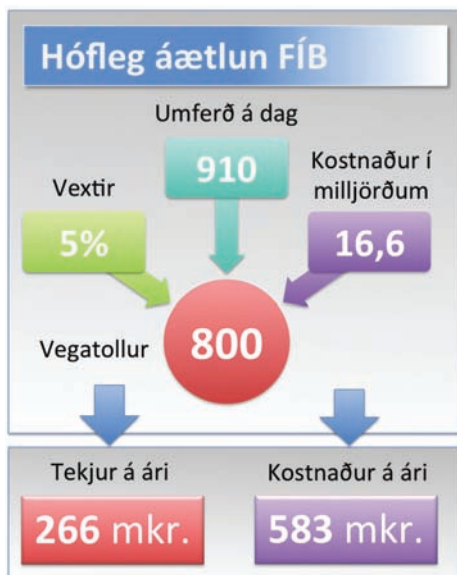 Hófleg áætlun FÍB
Umferð á dag
910
Vextir
5%
Kostnaður í
milljörðum
16,6
Vegatollur
800
Tekjur á ári
266 mkr.
Kostnaður á ári
583 mkr.